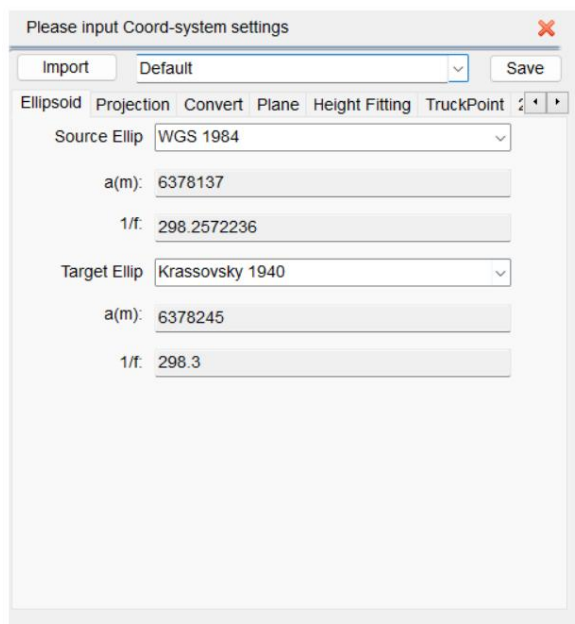 Please input Coord-system settings
Import Default Save
Ellipsoid Projection Convert Plane Height Fitting TruckPoint
Source Ellip WGS 1984
a(m): 6378137
1/f: 298.2572236
Target Ellip Krassovsky 1940
a(m): 6378245
1/f: 298.3